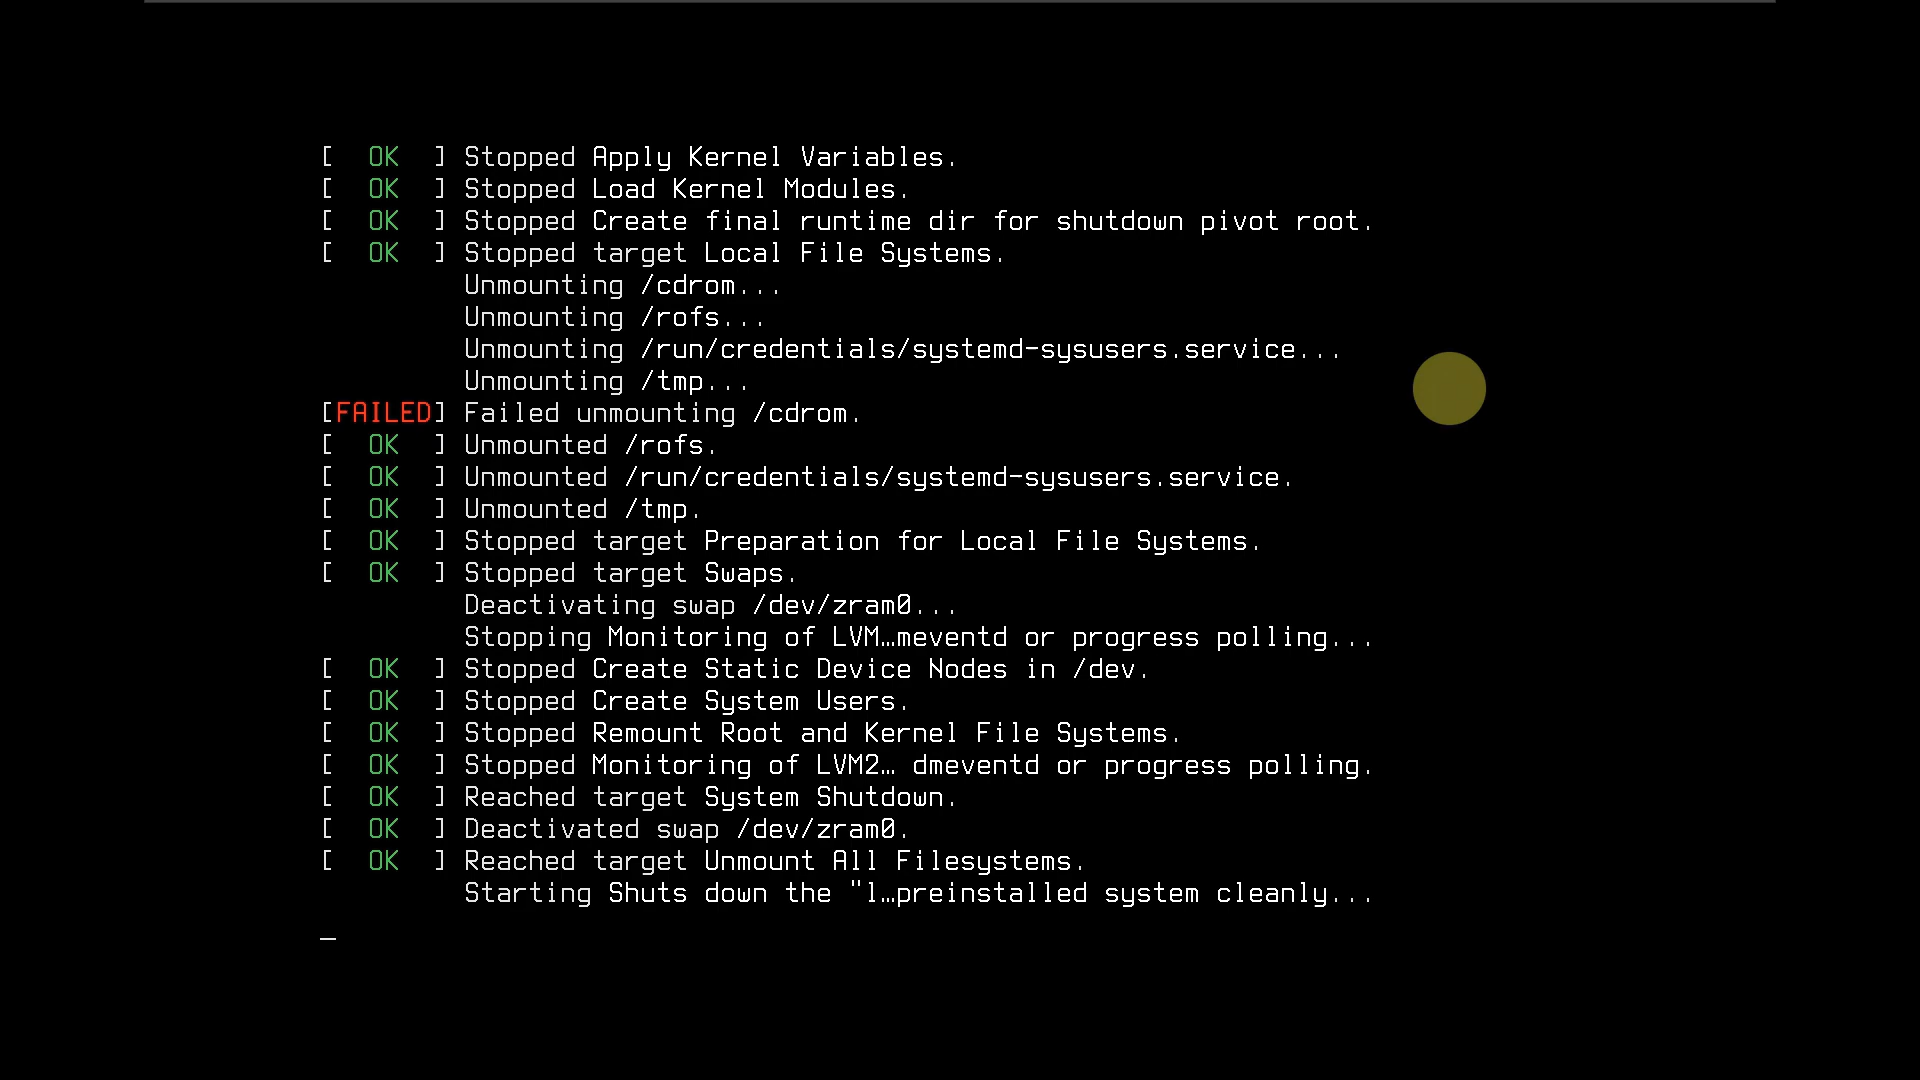 [  OK  ] Stopped Apply Kernel Variables.
[  OK  ] Stopped Load Kernel Modules.
[  OK  ] Stopped Create final runtime dir for shutdown pivot root.
[  OK  ] Stopped target Local File Systems.
Unmounting /cdrom...
Unmounting /rofs...
Unmounting /run/credentials/systemd-sysusers.service...
Unmounting /tmp...
[FAILED] Failed unmounting /cdrom.
[  OK  ] Unmounted /rofs.
[  OK  ] Unmounted /run/credentials/systemd-sysusers.service.
[  OK  ] Unmounted /tmp.
[  OK  ] Stopped target Preparation for Local File Systems.
[  OK  ] Stopped target Swaps.
Deactivating swap /dev/zram0...
Stopping Monitoring of LVM…meventd or progress polling...
[  OK  ] Stopped Create Static Device Nodes in /dev.
[  OK  ] Stopped Create System Users.
[  OK  ] Stopped Remount Root and Kernel File Systems.
[  OK  ] Stopped Monitoring of LVM2… dmeventd or progress polling.
[  OK  ] Reached target System Shutdown.
[  OK  ] Deactivated swap /dev/zram0.
[  OK  ] Reached target Unmount All Filesystems.
Starting Shuts down the "l…preinstalled system cleanly...
_